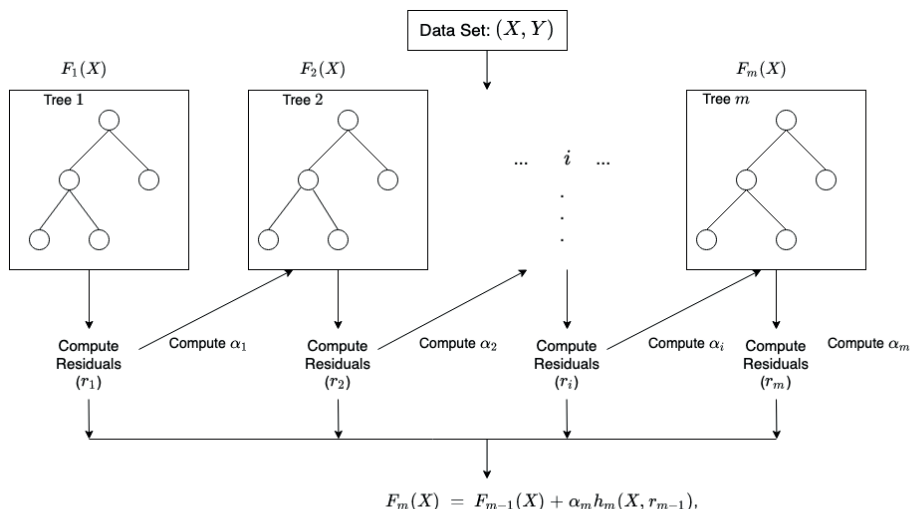 Data Set: (X, Y)
F₁(X)
F₂(X)
Fₘ(X)
Tree 1
Tree 2
Tree m
... i ...
.
.
.
Compute
Residuals
(r₁)
Compute α₁
Compute
Residuals
(r₂)
Compute α₂
Compute
Residuals
(rᵢ)
Compute αᵢ
Compute
Residuals
(rₘ)
Compute αₘ
Fₘ(X) = Fₘ₋₁(X) + αₘhₘ(X, rₘ₋₁),